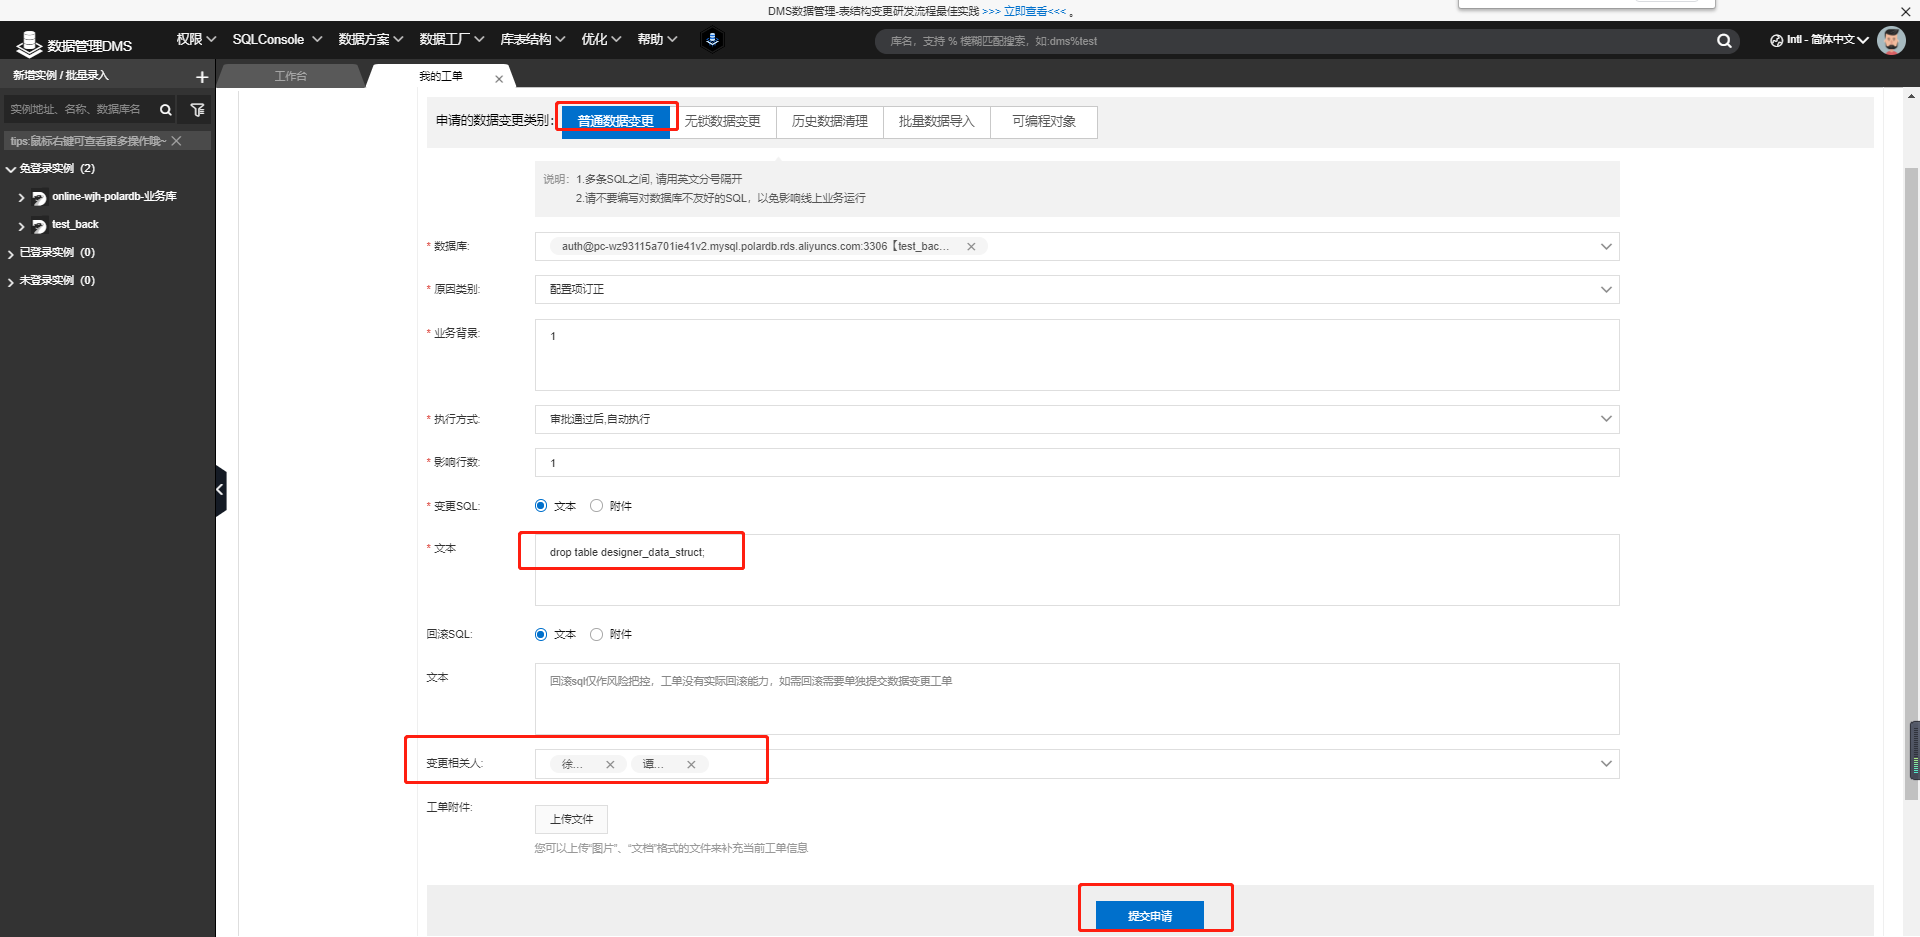 DMS数据管理-表结构变更研发流程最佳实践 >>> 立即查看<<< 。
数据管理DMS
权限 SQLConsole 数据方案 数据工厂 库表结构 优化 帮助
库名，支持 % 模糊匹配搜索，如:dms%test
Intl - 简体中文
新增实例 / 批量录入
工作台
我的工单
实例地址、名称、数据库名
tips:鼠标右键可查看更多操作哦~
免登录实例 (2)
online-wjh-polardb-业务库
test_back
已登录实例 (0)
未登录实例 (0)
申请的数据变更类别:
普通数据变更 无锁数据变更 历史数据清理 批量数据导入 可编程对象
说明: 1.多条SQL之间, 请用英文分号隔开
2.请不要编写对数据库不友好的SQL，以免影响线上业务运行
* 数据库:
auth@pc-wz93115a701ie41v2.mysql.polardb.rds.aliyuncs.com:3306【test_bac...
* 原因类别:
配置项订正
* 业务背景:
1
* 执行方式:
审批通过后,自动执行
* 影响行数:
1
* 变更SQL:
文本 附件
* 文本
drop table designer_data_struct;
回滚SQL:
文本 附件
文本
回滚sql仅作风险把控，工单没有实际回滚能力，如需回滚需要单独提交数据变更工单
变更相关人:
徐... 谭...
工单附件:
上传文件
您可以上传“图片”、“文档”格式的文件来补充当前工单信息
提交申请